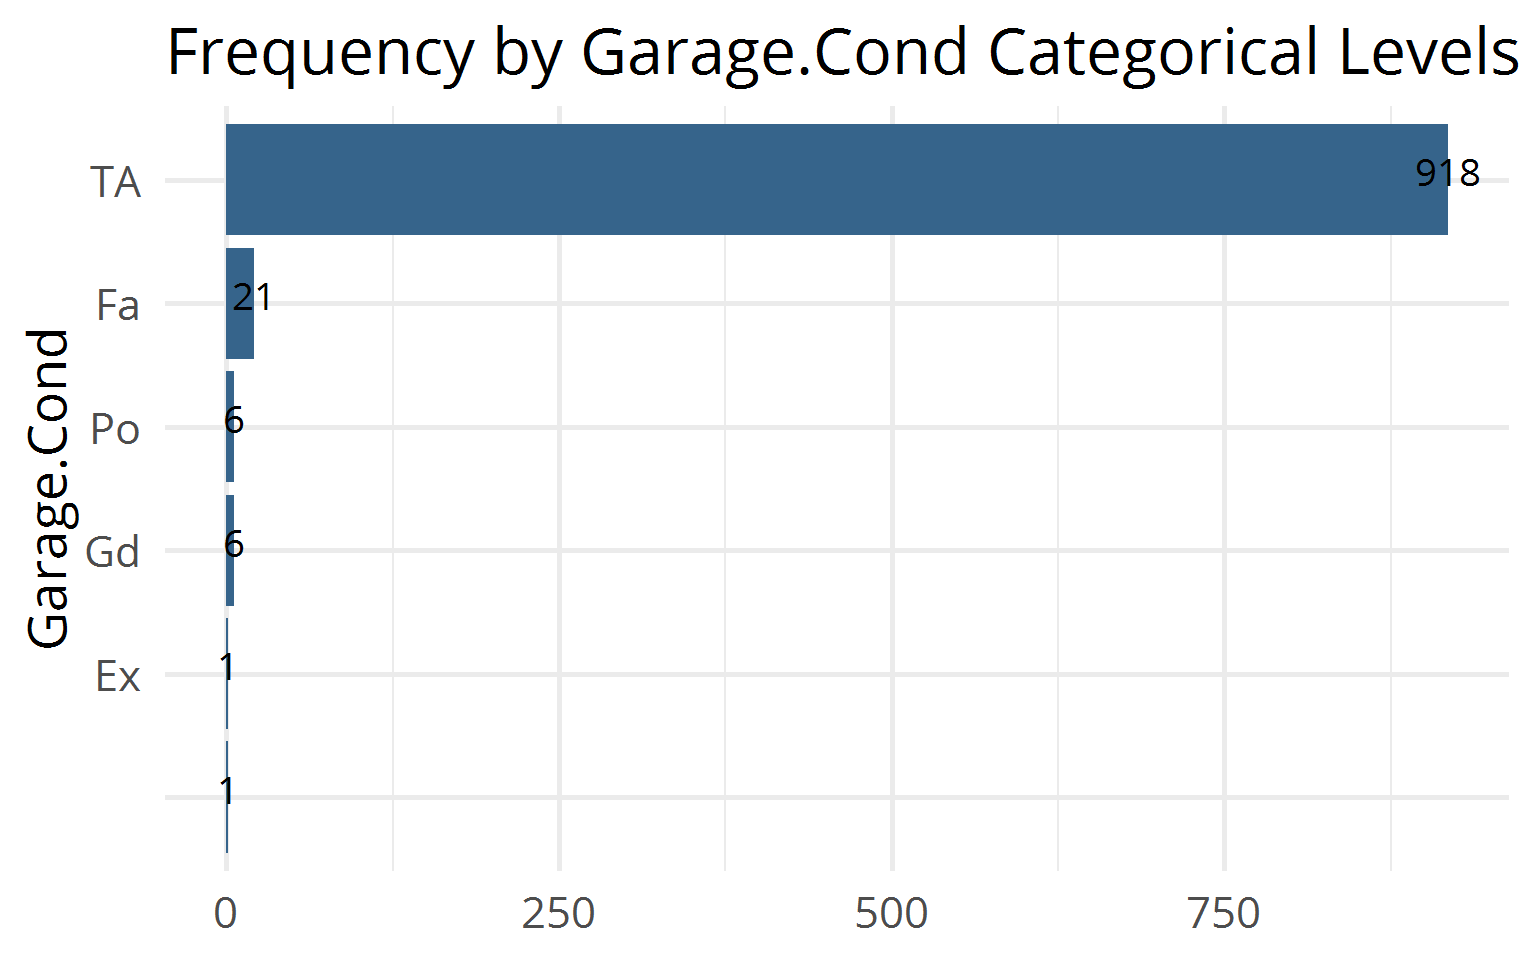 Frequency by Garage.Cond Categorical Levels
Garage.Cond
TA 918
Fa 21
Po 6
Gd 6
Ex 1
1
0 250 500 750